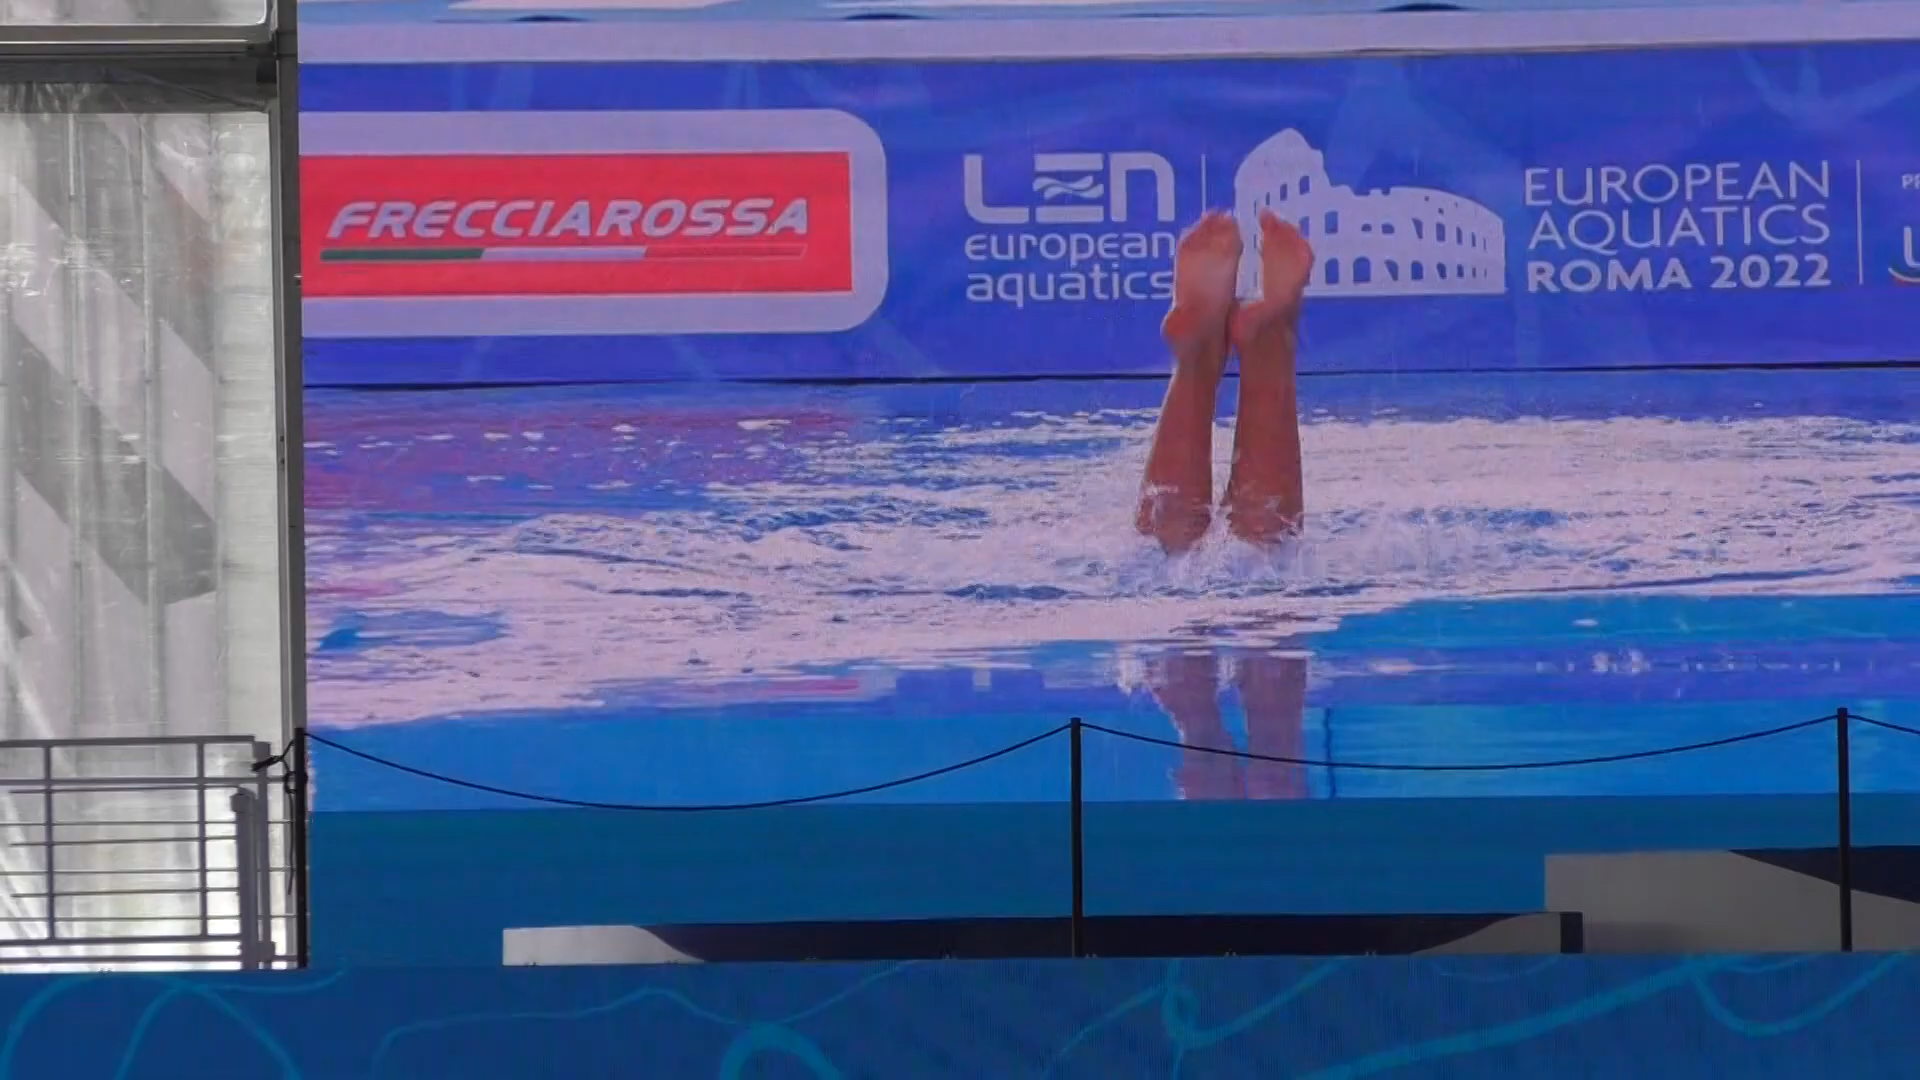 FRECCIAROSSA
LEN
european
aquatics
EUROPEAN
AQUATICS
ROMA 2022